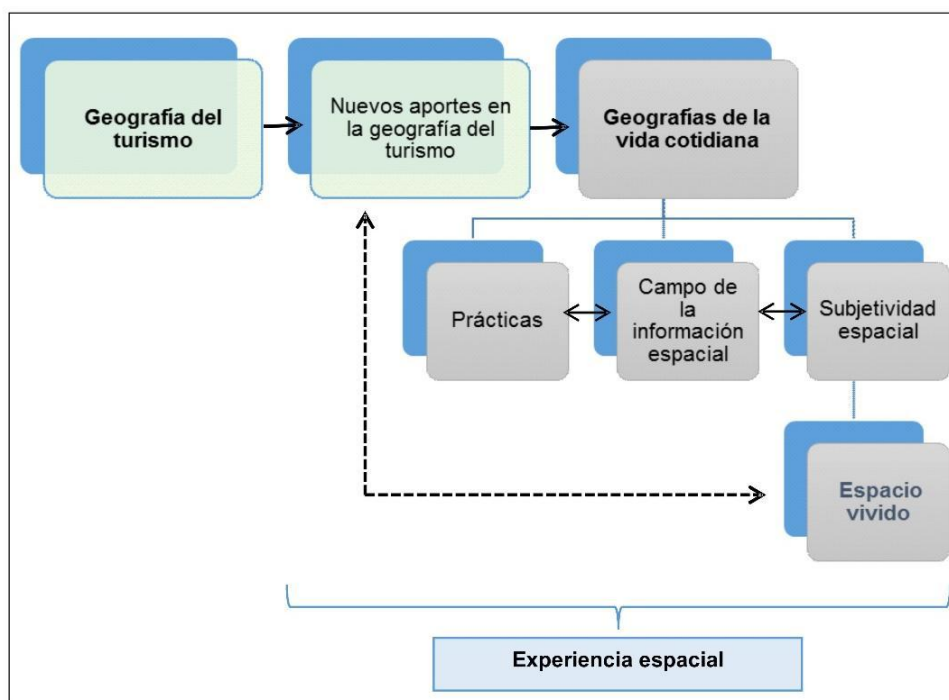 Geografía del
turismo
Nuevos aportes en
la geografía del
turismo
Geografías de la
vida cotidiana
Prácticas
Campo de
la
información
espacial
Subjetividad
espacial
Espacio
vivido
Experiencia espacial